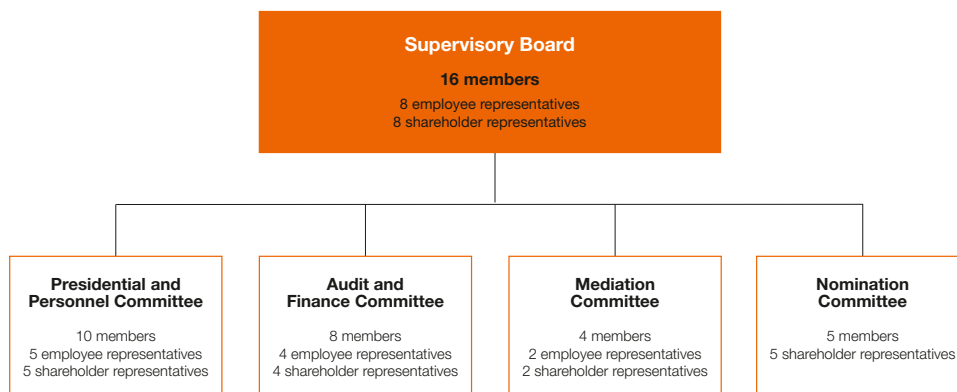 Supervisory Board
16 members
8 employee representatives
8 shareholder representatives
Presidential and
Personnel Committee
10 members
5 employee representatives
5 shareholder representatives
Audit and
Finance Committee
8 members
4 employee representatives
4 shareholder representatives
Mediation
Committee
4 members
2 employee representatives
2 shareholder representatives
Nomination
Committee
5 members
5 shareholder representatives